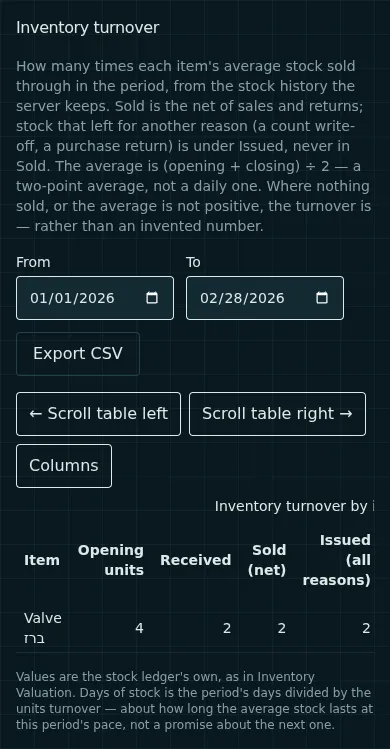 Inventory turnover
How many times each item's average stock sold
through in the period, from the stock history the
server keeps. Sold is the net of sales and returns;
stock that left for another reason (a count write-
off, a purchase return) is under Issued, never in
Sold. The average is (opening + closing) ÷ 2 — a
two-point average, not a daily one. Where nothing
sold, or the average is not positive, the turnover is
— rather than an invented number.
From To
01/01/2026 02/28/2026
Export CSV
← Scroll table left Scroll table right →
Columns
Inventory turnover by
Item Opening units Received Sold (net) Issued (all reasons)
Valve
ברז
4 2 2 2
Values are the stock ledger's own, as in Inventory
Valuation. Days of stock is the period's days divided by the
units turnover — about how long the average stock lasts at
this period's pace, not a promise about the next one.